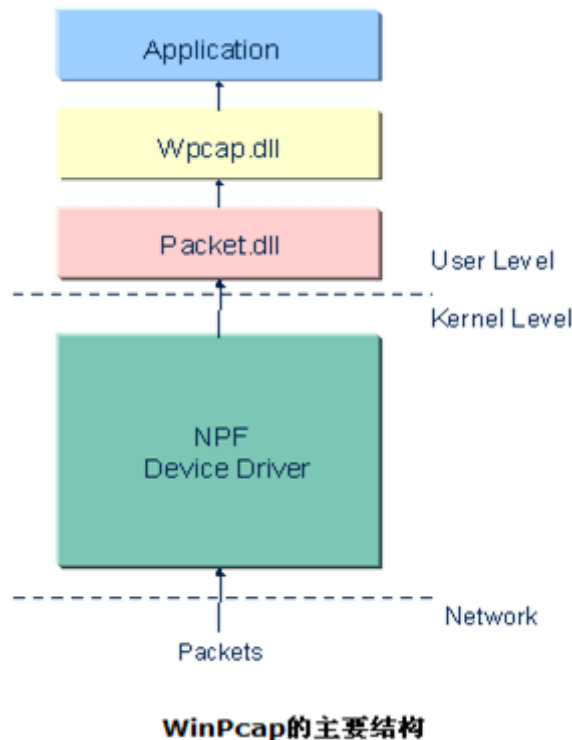 Application
Wpcap.dll
Packet.dll
User Level
Kernel Level
NPF
Device Driver
Network
Packets
WinPcap的主要结构